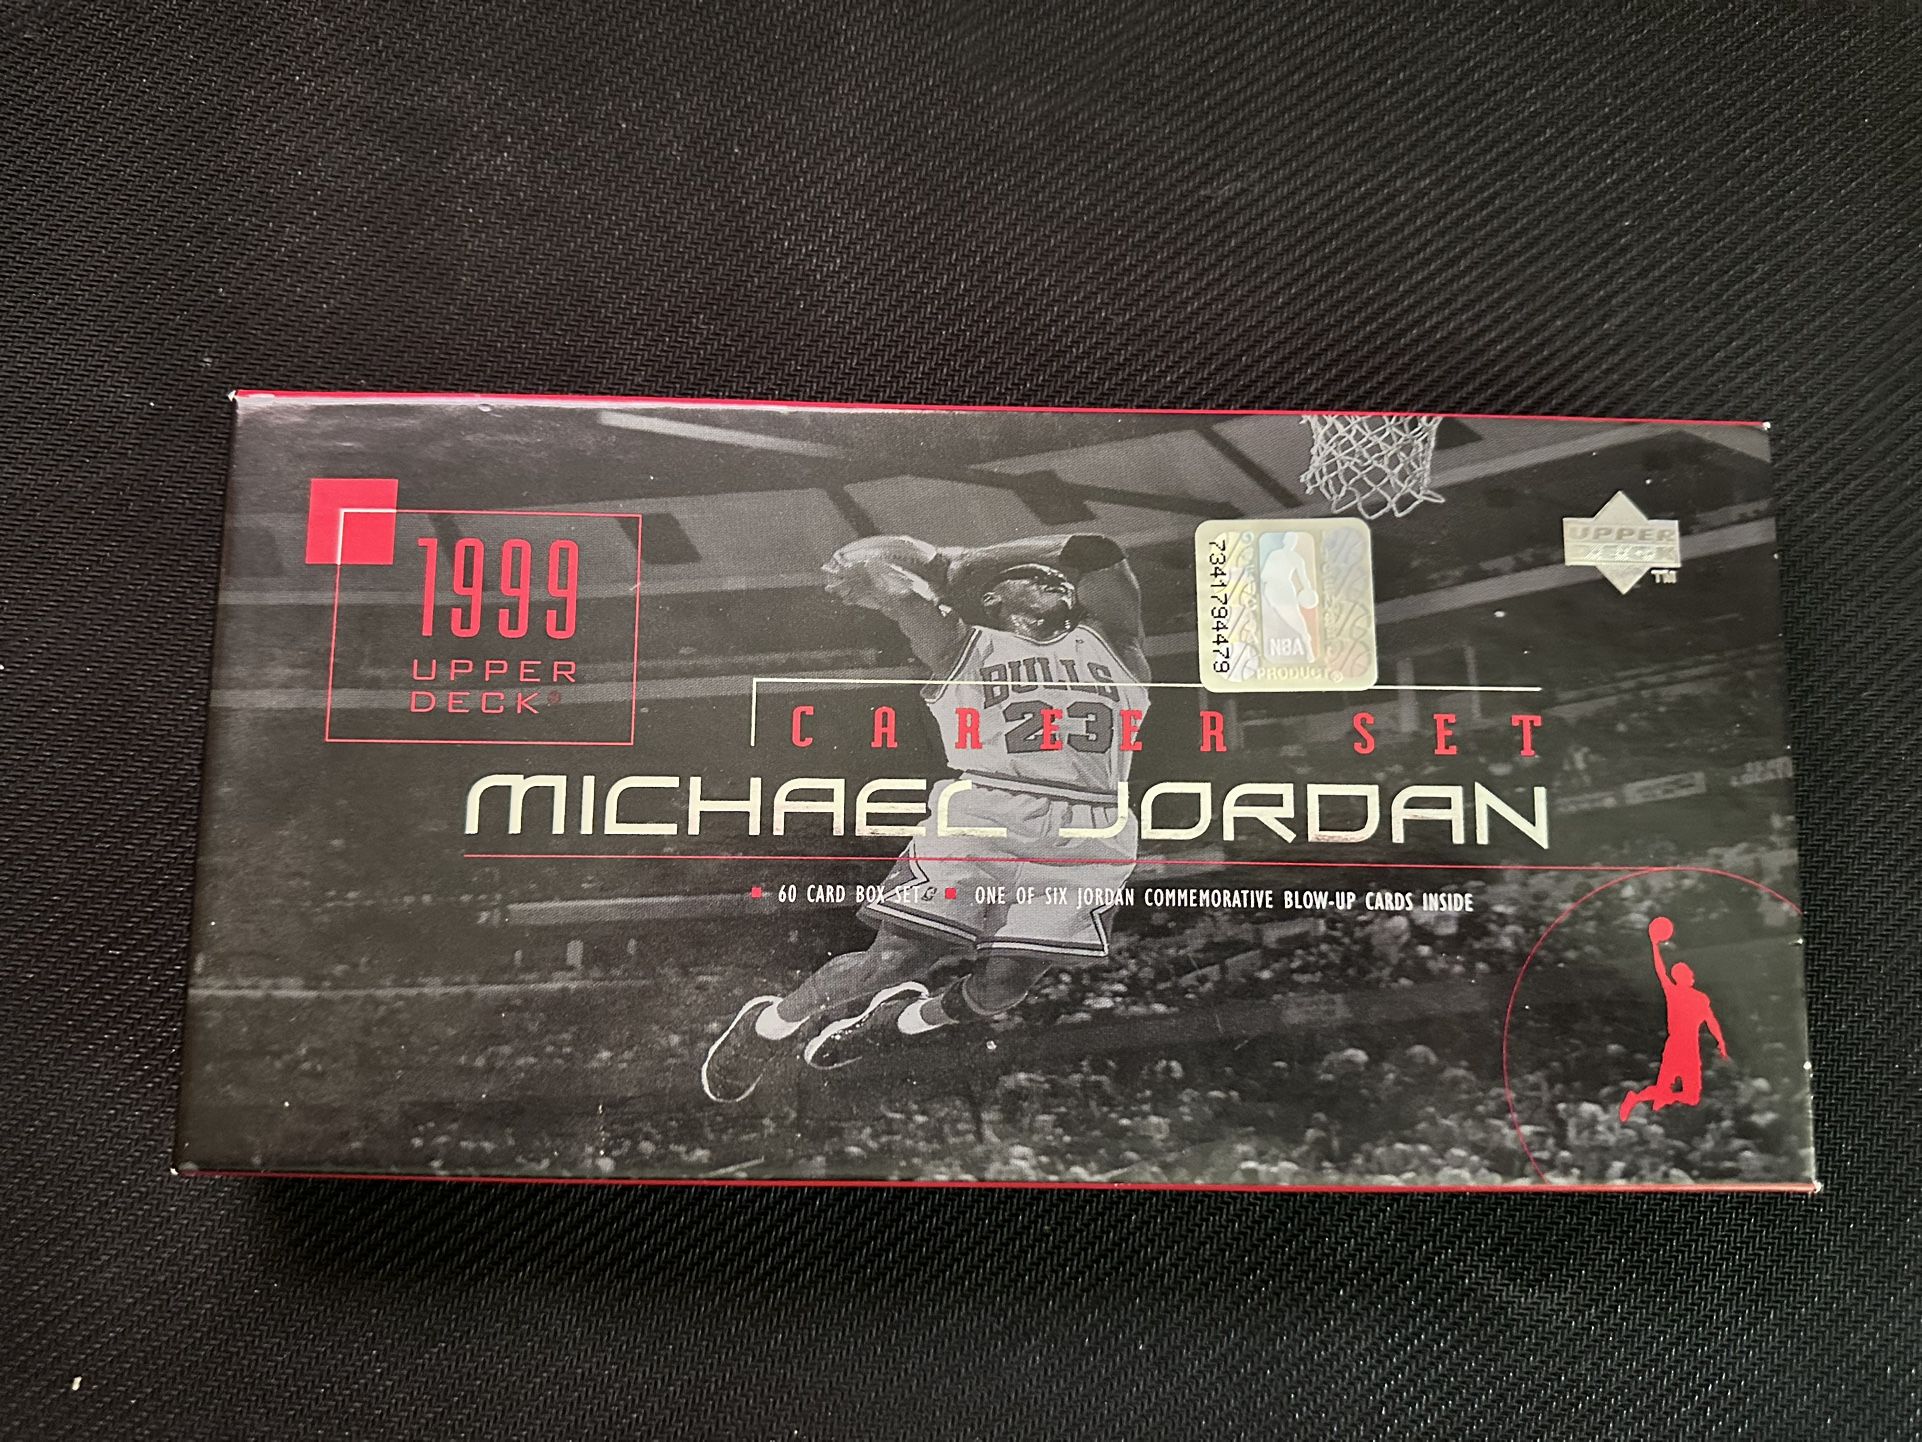 1999
UPPER
DECK®
UPPER
DECK
TM
73417944479
NBA
PRODUCT®
BULLS
23
CAREER SET
MICHAEL JORDAN
▪ 60 CARD BOX SET ▪ ONE OF SIX JORDAN COMMEMORATIVE BLOW-UP CARDS INSIDE